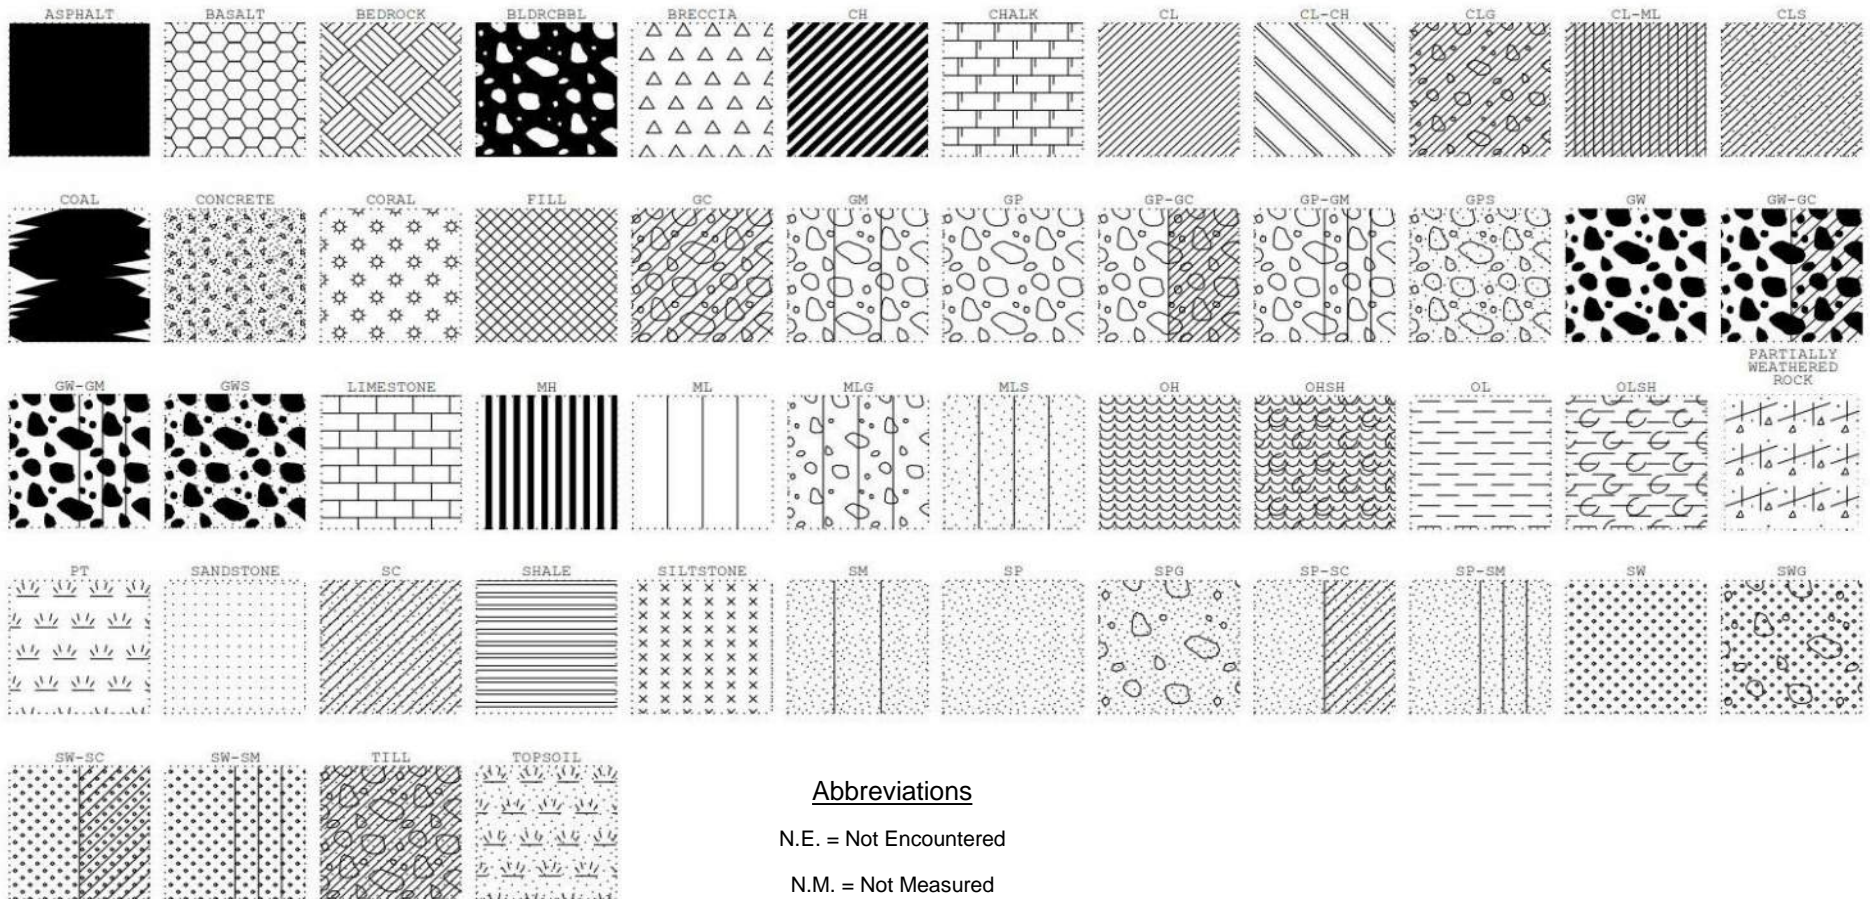 ASPHALT BASALT BEDROCK BLDRCBBL BRECCIA CH CHALK CL CL-CH CLG CL-ML CLS
COAL CONCRETE CORAL FILL GC GM GP GP-GC GP-GM GPS GW GW-GC
GW-GM GWS LIMESTONE MH ML MLG MLS OH OHSH OL OLSH PARTIALLY
WEATHERED
ROCK
PT SANDSTONE SC SHALE SILTSTONE SM SP SPG SP-SC SP-SM SW SWG
SW-SC SW-SM TILL TOPSOIL
Abbreviations
N.E. = Not Encountered
N.M. = Not Measured